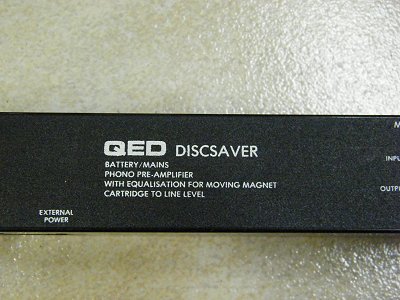 QED DISCSAVER
BATTERY/MAINS
PHONO PRE-AMPLIFIER
WITH EQUALISATION FOR MOVING MAGNET
CARTRIDGE TO LINE LEVEL
EXTERNAL
POWER